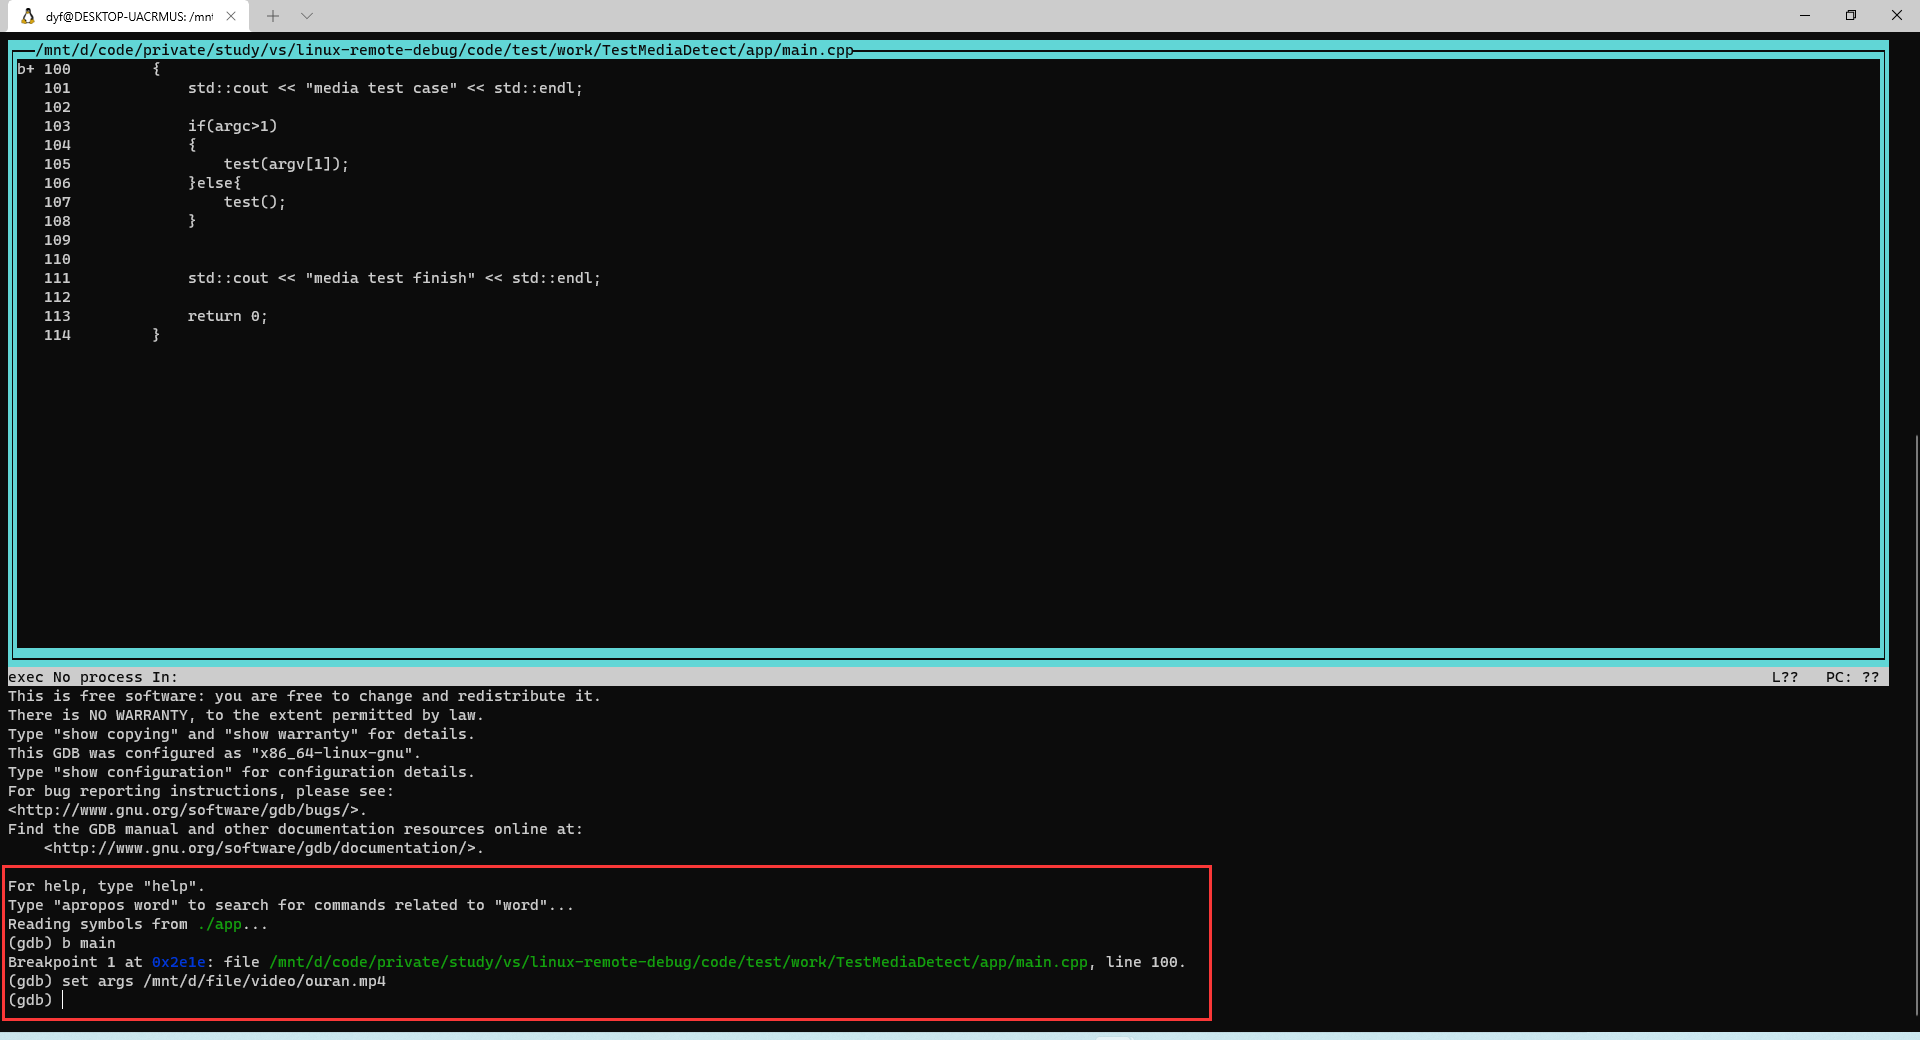 dyf@DESKTOP-UACRMUS: /mnt
/mnt/d/code/private/study/vs/linux-remote-debug/code/test/work/TestMediaDetect/app/main.cpp
b+ 100         {
101             std::cout << "media test case" << std::endl;
102
103             if(argc>1)
104             {
105                 test(argv[1]);
106             }else{
107                 test();
108             }
109
110
111             std::cout << "media test finish" << std::endl;
112
113             return 0;
114         }
exec No process In: L?? PC: ??
This is free software: you are free to change and redistribute it.
There is NO WARRANTY, to the extent permitted by law.
Type "show copying" and "show warranty" for details.
This GDB was configured as "x86_64-linux-gnu".
Type "show configuration" for configuration details.
For bug reporting instructions, please see:
<http://www.gnu.org/software/gdb/bugs/>.
Find the GDB manual and other documentation resources online at:
    <http://www.gnu.org/software/gdb/documentation/>.
For help, type "help".
Type "apropos word" to search for commands related to "word"...
Reading symbols from ./app...
(gdb) b main
Breakpoint 1 at 0x2e1e: file /mnt/d/code/private/study/vs/linux-remote-debug/code/test/work/TestMediaDetect/app/main.cpp, line 100.
(gdb) set args /mnt/d/file/video/ouran.mp4
(gdb)